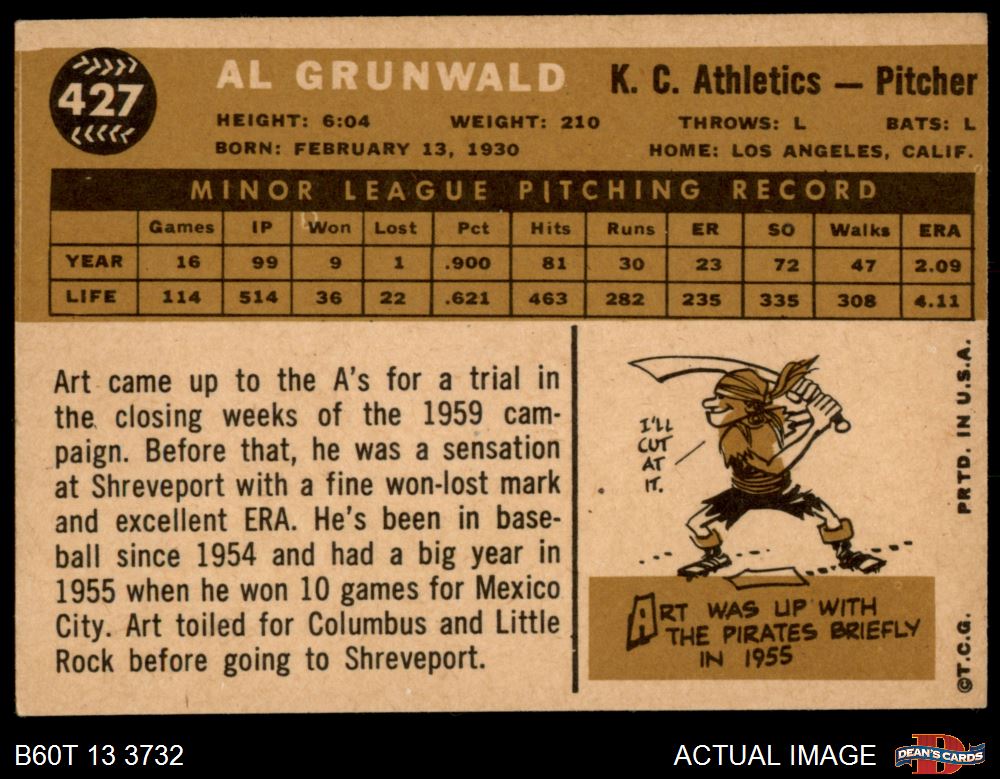 427
AL GRUNWALD K. C. Athletics — Pitcher
HEIGHT: 6:04 WEIGHT: 210 THROWS: L BATS: L
BORN: FEBRUARY 13, 1930 HOME: LOS ANGELES, CALIF.
MINOR LEAGUE PITCHING RECORD
Games IP Won Lost Pct Hits Runs ER SO Walks ERA
YEAR 16 99 9 1 .900 81 30 23 72 47 2.09
LIFE 114 514 36 22 .621 463 282 235 335 308 4.11
Art came up to the A's for a trial in
the closing weeks of the 1959 cam-
paign. Before that, he was a sensation
at Shreveport with a fine won-lost mark
and excellent ERA. He's been in base-
ball since 1954 and had a big year in
1955 when he won 10 games for Mexico
City. Art toiled for Columbus and Little
Rock before going to Shreveport.
I'LL
CUT
AT
IT.
ART WAS UP WITH
THE PIRATES BRIEFLY
IN 1955
©T.C.G. PRTD. IN U.S.A.
B60T 13 3732 ACTUAL IMAGE
D
DEAN'S CARDS